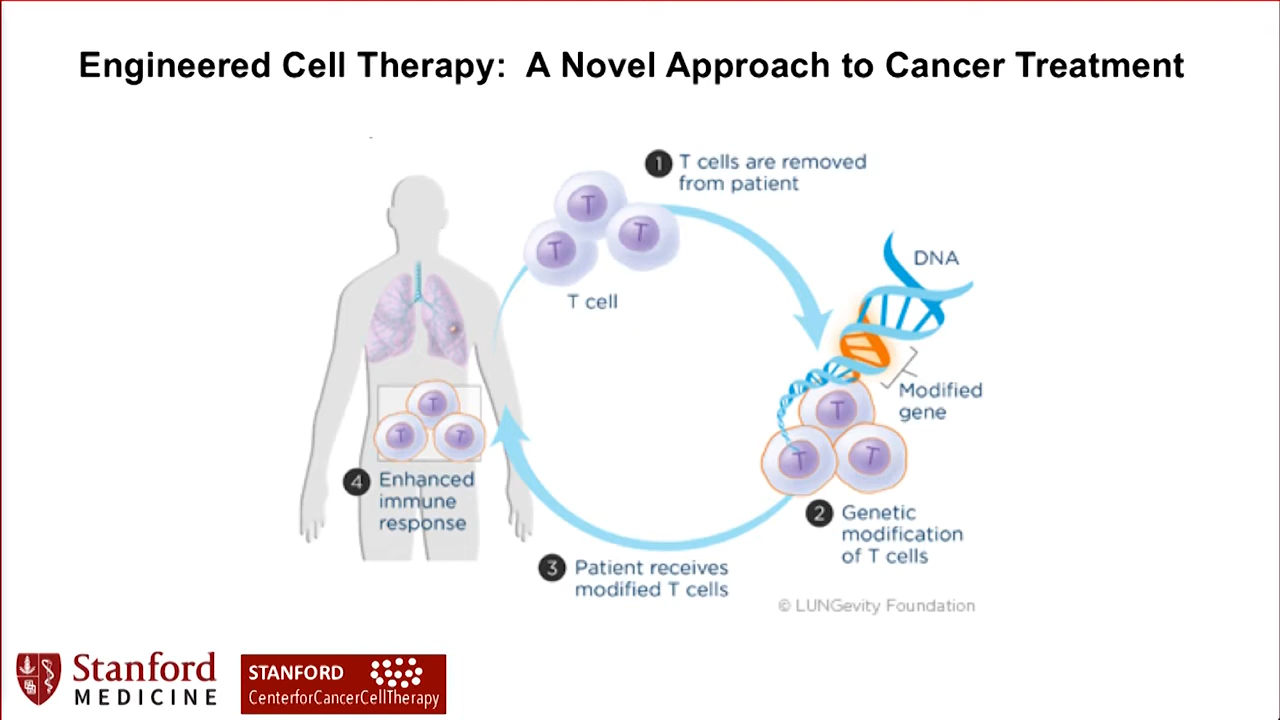 Engineered Cell Therapy: A Novel Approach to Cancer Treatment
1 T cells are removed
from patient
T
T
T
T cell
DNA
Modified
gene
T
T
T
2 Genetic
modification
of T cells
3 Patient receives
modified T cells
T
T
T
4 Enhanced
immune
response
© LUNGevity Foundation
Stanford
MEDICINE
STANFORD
CenterforCancerCellTherapy